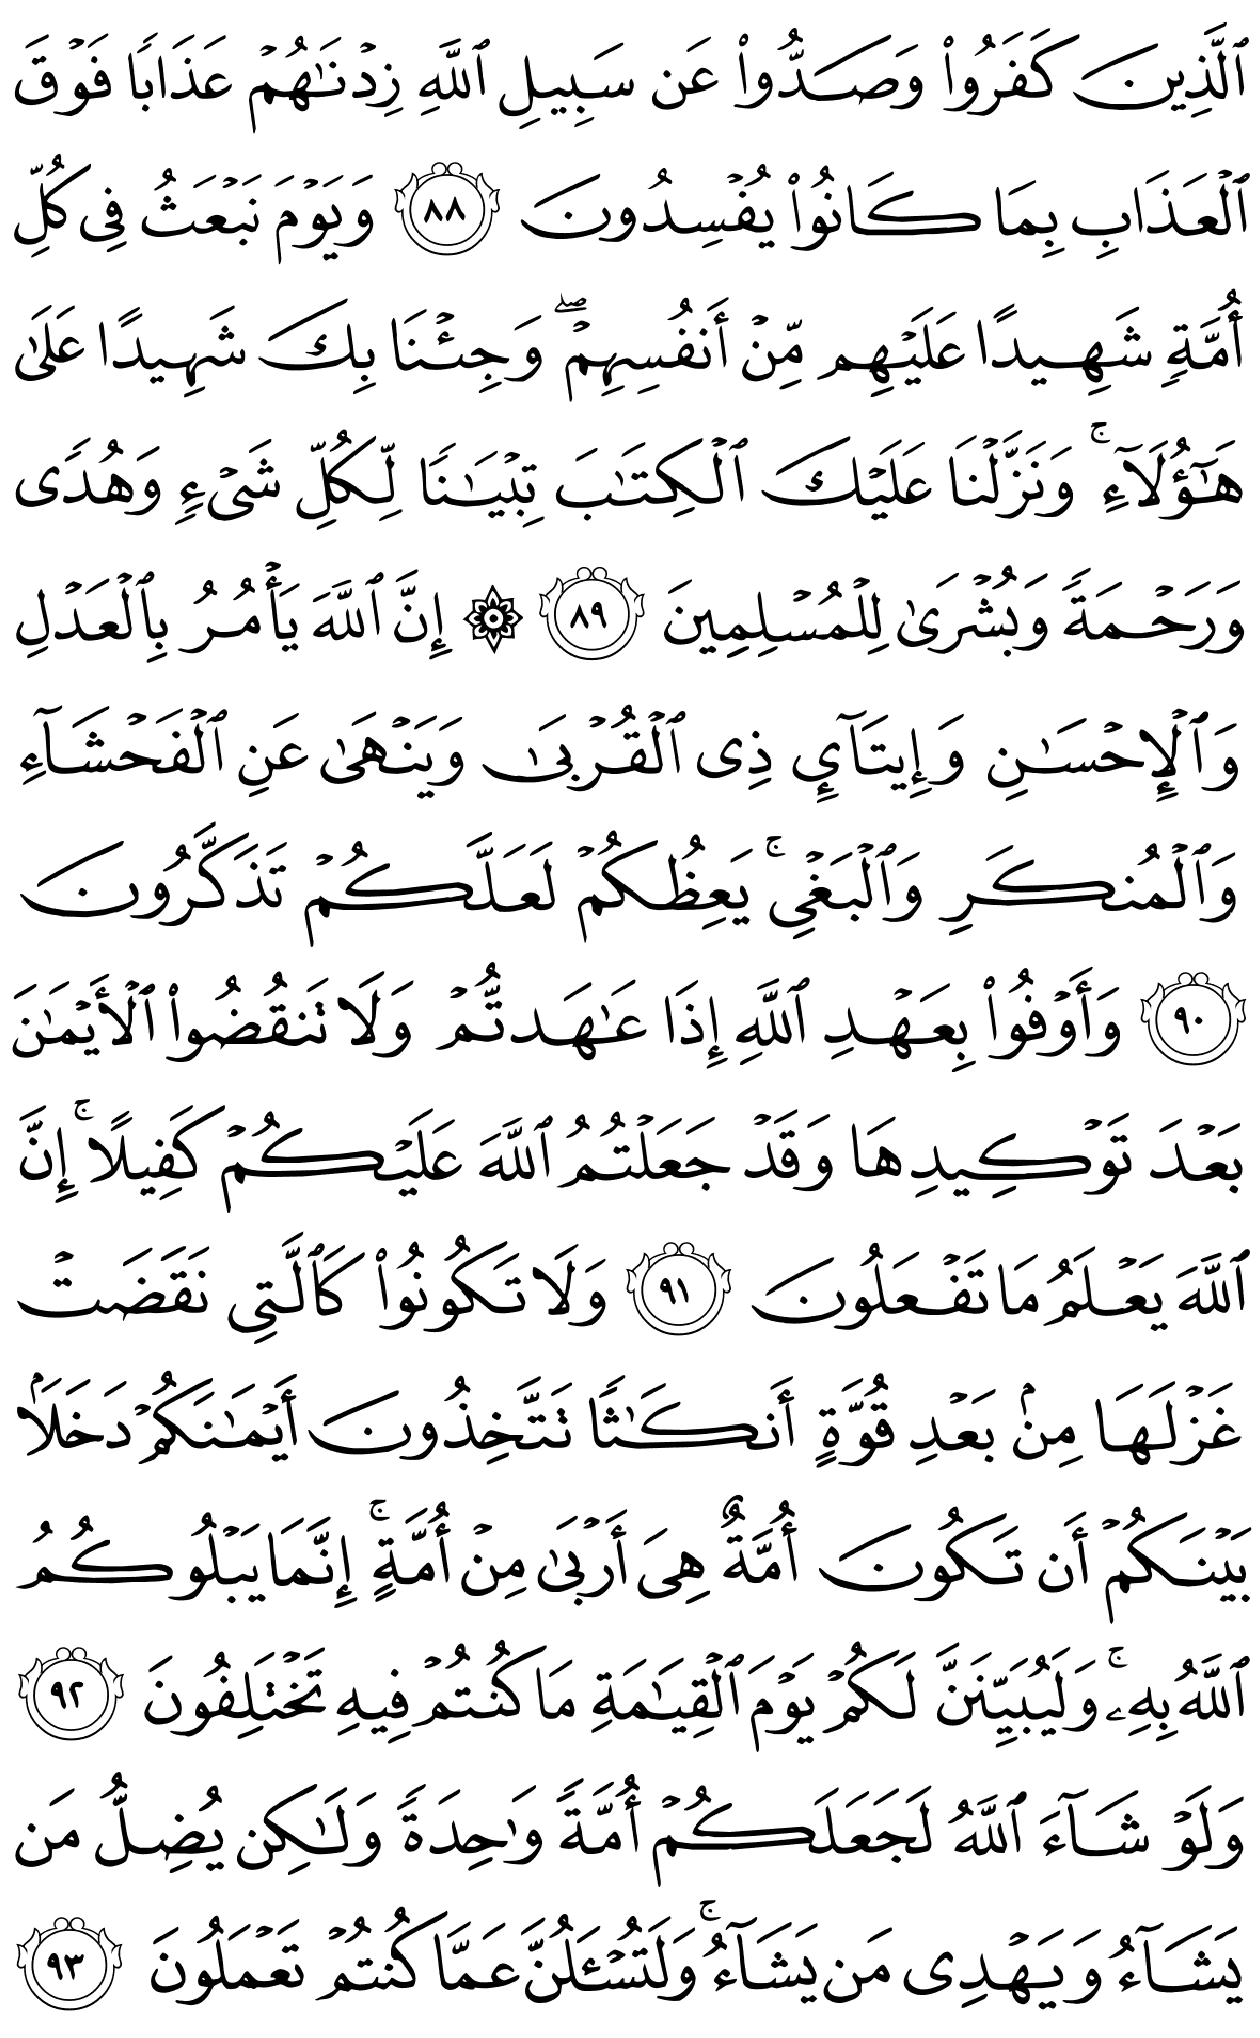 ٱلَّذِينَ كَفَرُوا۟ وَصَدُّوا۟ عَن سَبِيلِ ٱللَّهِ زِدْنَـٰهُمْ عَذَابًا فَوْقَ
ٱلْعَذَابِ بِمَا كَانُوا۟ يُفْسِدُونَ ٨٨ وَيَوْمَ نَبْعَثُ فِى كُلِّ
أُمَّةٍ شَهِيدًا عَلَيْهِم مِّنْ أَنفُسِهِمْ ۖ وَجِئْنَا بِكَ شَهِيدًا عَلَىٰ
هَـٰٓؤُلَآءِ ۚ وَنَزَّلْنَا عَلَيْكَ ٱلْكِتَـٰبَ تِبْيَـٰنًا لِّكُلِّ شَىْءٍ وَهُدًى
وَرَحْمَةً وَبُشْرَىٰ لِلْمُسْلِمِينَ ٨٩ ۞ إِنَّ ٱللَّهَ يَأْمُرُ بِٱلْعَدْلِ
وَٱلْإِحْسَـٰنِ وَإِيتَآئِ ذِى ٱلْقُرْبَىٰ وَيَنْهَىٰ عَنِ ٱلْفَحْشَآءِ
وَٱلْمُنكَرِ وَٱلْبَغْىِ ۚ يَعِظُكُمْ لَعَلَّكُمْ تَذَكَّرُونَ
٩٠ وَأَوْفُوا۟ بِعَهْدِ ٱللَّهِ إِذَا عَـٰهَدتُّمْ وَلَا تَنقُضُوا۟ ٱلْأَيْمَـٰنَ
بَعْدَ تَوْكِيدِهَا وَقَدْ جَعَلْتُمُ ٱللَّهَ عَلَيْكُمْ كَفِيلًا ۚ إِنَّ
ٱللَّهَ يَعْلَمُ مَا تَفْعَلُونَ ٩١ وَلَا تَكُونُوا۟ كَٱلَّتِى نَقَضَتْ
غَزْلَهَا مِنۢ بَعْدِ قُوَّةٍ أَنكَـٰثًا تَتَّخِذُونَ أَيْمَـٰنَكُمْ دَخَلًۢا
بَيْنَكُمْ أَن تَكُونَ أُمَّةٌ هِىَ أَرْبَىٰ مِنْ أُمَّةٍ ۚ إِنَّمَا يَبْلُوكُمُ
ٱللَّهُ بِهِۦ ۚ وَلَيُبَيِّنَنَّ لَكُمْ يَوْمَ ٱلْقِيَـٰمَةِ مَا كُنتُمْ فِيهِ تَخْتَلِفُونَ ٩٢
وَلَوْ شَآءَ ٱللَّهُ لَجَعَلَكُمْ أُمَّةً وَٰحِدَةً وَلَـٰكِن يُضِلُّ مَن
يَشَآءُ وَيَهْدِى مَن يَشَآءُ ۚ وَلَتُسْـَٔلُنَّ عَمَّا كُنتُمْ تَعْمَلُونَ ٩٣